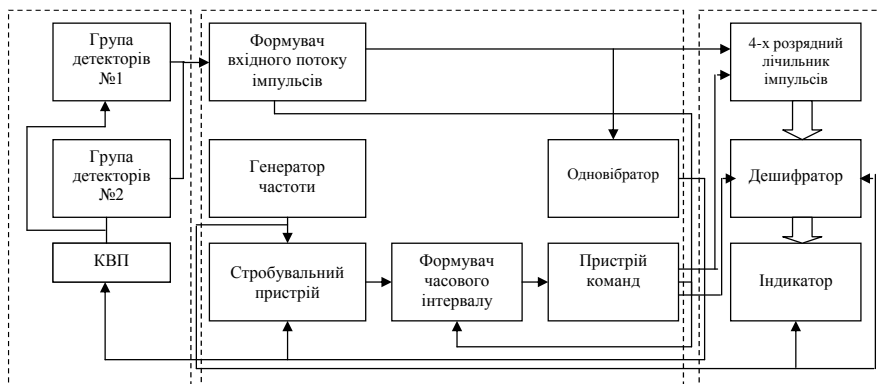 Група
детекторів
№1
Формувач
вхідного потоку
імпульсів
4-х розрядний
лічильник
імпульсів
Група
детекторів
№2
Генератор
частоти
Одновібратор
Дешифратор
КВП
Стробувальний
пристрій
Формувач
часового
інтервалу
Пристрій
команд
Індикатор